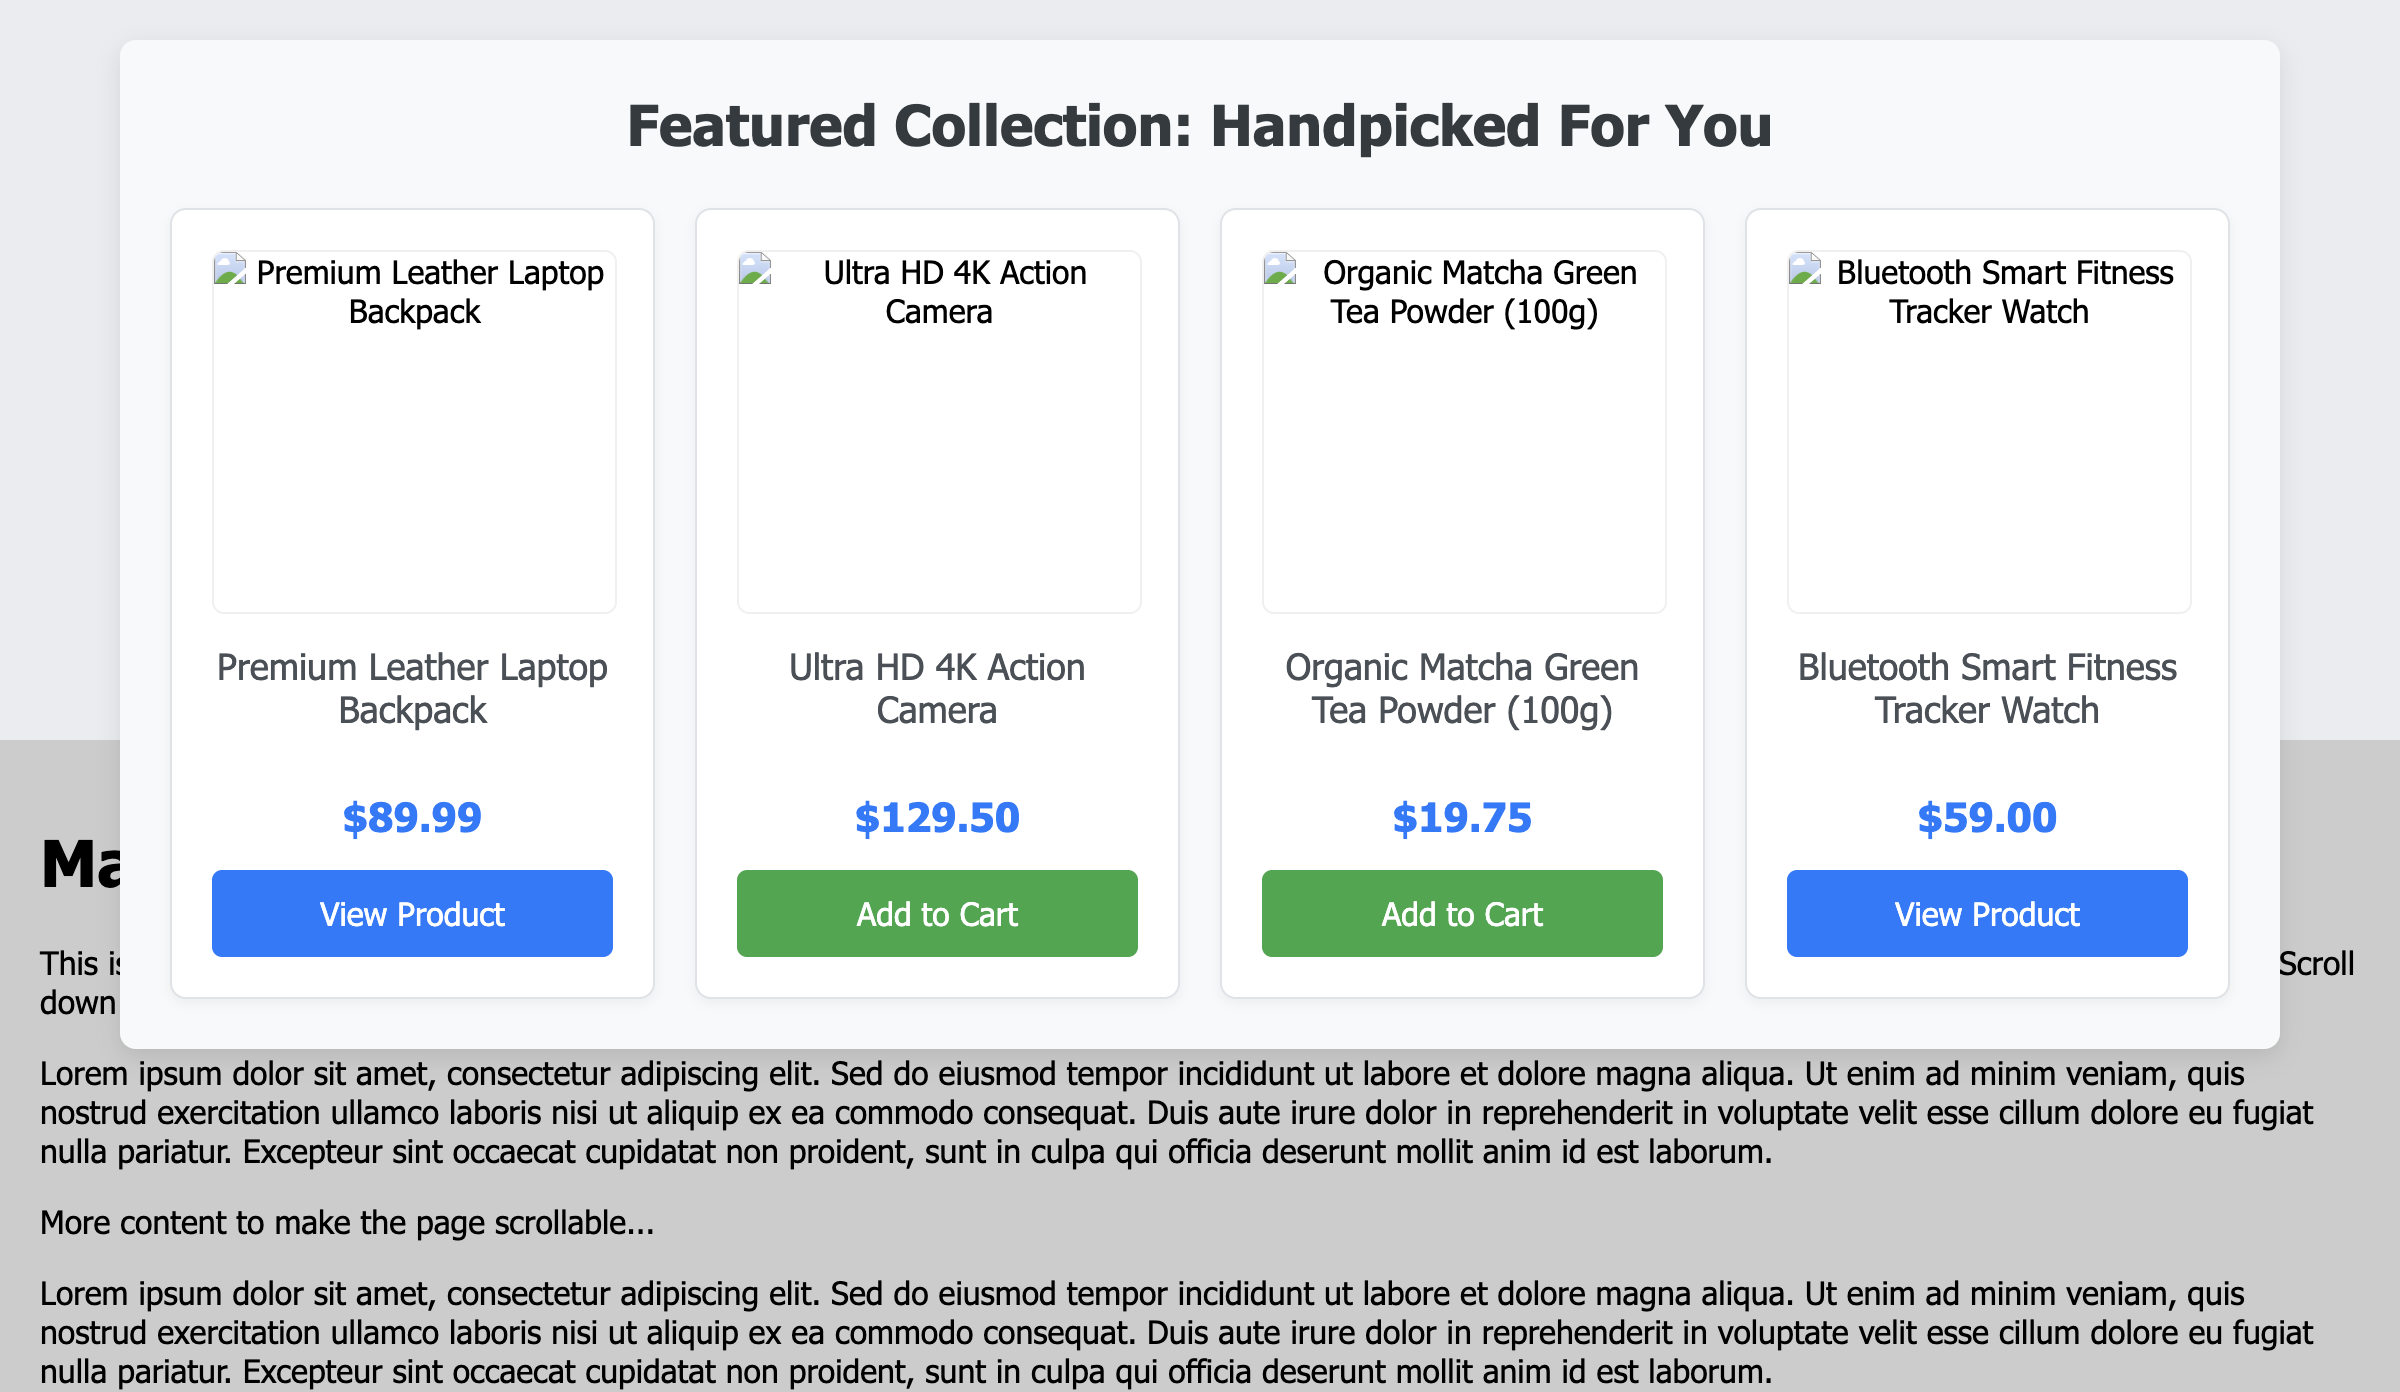 Featured Collection: Handpicked For You
Premium Leather Laptop
Backpack
Premium Leather Laptop
Backpack
$89.99
View Product
Ultra HD 4K Action
Camera
Ultra HD 4K Action
Camera
$129.50
Add to Cart
Organic Matcha Green
Tea Powder (100g)
Organic Matcha Green
Tea Powder (100g)
$19.75
Add to Cart
Bluetooth Smart Fitness
Tracker Watch
Bluetooth Smart Fitness
Tracker Watch
$59.00
View Product
This Scroll
down
Lorem ipsum dolor sit amet, consectetur adipiscing elit. Sed do eiusmod tempor incididunt ut labore et dolore magna aliqua. Ut enim ad minim veniam, quis
nostrud exercitation ullamco laboris nisi ut aliquip ex ea commodo consequat. Duis aute irure dolor in reprehenderit in voluptate velit esse cillum dolore eu fugiat
nulla pariatur. Excepteur sint occaecat cupidatat non proident, sunt in culpa qui officia deserunt mollit anim id est laborum.
More content to make the page scrollable...
Lorem ipsum dolor sit amet, consectetur adipiscing elit. Sed do eiusmod tempor incididunt ut labore et dolore magna aliqua. Ut enim ad minim veniam, quis
nostrud exercitation ullamco laboris nisi ut aliquip ex ea commodo consequat. Duis aute irure dolor in reprehenderit in voluptate velit esse cillum dolore eu fugiat
nulla pariatur. Excepteur sint occaecat cupidatat non proident, sunt in culpa qui officia deserunt mollit anim id est laborum.